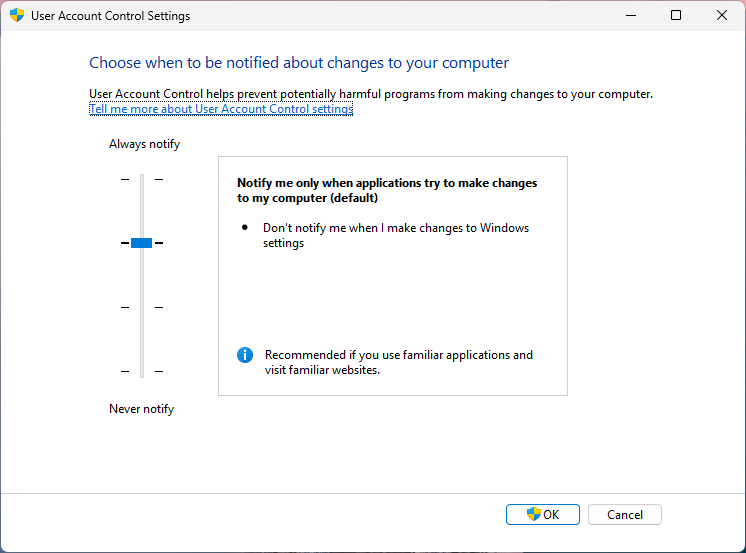 User Account Control Settings
Choose when to be notified about changes to your computer
User Account Control helps prevent potentially harmful programs from making changes to your computer.
Tell me more about User Account Control settings
Always notify
Notify me only when applications try to make changes
to my computer (default)
• Don't notify me when I make changes to Windows
settings
Recommended if you use familiar applications and
visit familiar websites.
Never notify
OK
Cancel